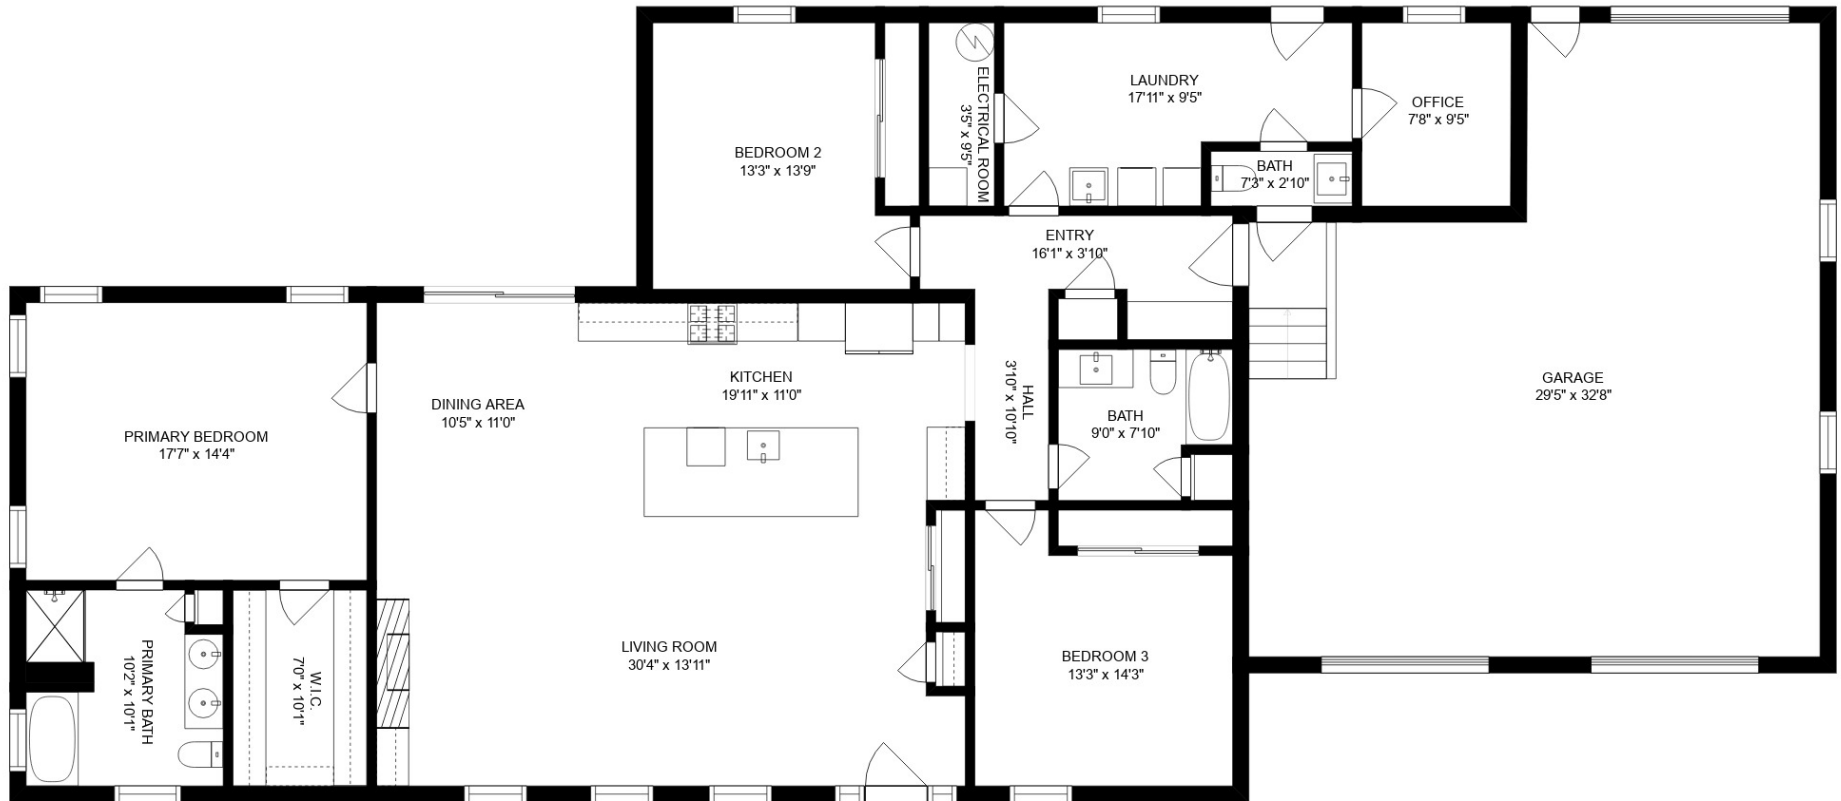 BEDROOM 2
13'3" x 13'9"
ELECTRICAL ROOM
3'5" x 9'5"
LAUNDRY
17'11" x 9'5"
OFFICE
7'8" x 9'5"
BATH
7'3" x 2'10"
ENTRY
16'1" x 3'10"
PRIMARY BEDROOM
17'7" x 14'4"
DINING AREA
10'5" x 11'0"
KITCHEN
19'11" x 11'0"
HALL
3'10" x 10'10"
BATH
9'0" x 7'10"
GARAGE
29'5" x 32'8"
PRIMARY BATH
10'2" x 10'1"
W.I.C.
7'0" x 10'1"
LIVING ROOM
30'4" x 13'11"
BEDROOM 3
13'3" x 14'3"